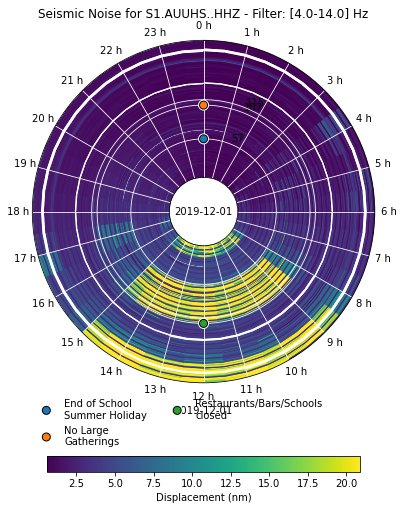 Seismic Noise for S1.AUUHS..HHZ - Filter: [4.0-14.0] Hz
0 h
23 h
1 h
22 h
2 h
21 h
3 h
20 h
4 h
19 h
5 h
57
18 h
2019-12-01
6 h
17 h
7 h
16 h
8 h
15 h
9 h
14 h
10 h
13 h
11 h
12 h
2019-12-01
End of School
Summer Holiday
Restaurants/Bars/Schools
closed
No Large
Gatherings
2.5 5.0 7.5 10.0 12.5 15.0 17.5 20.0
Displacement (nm)